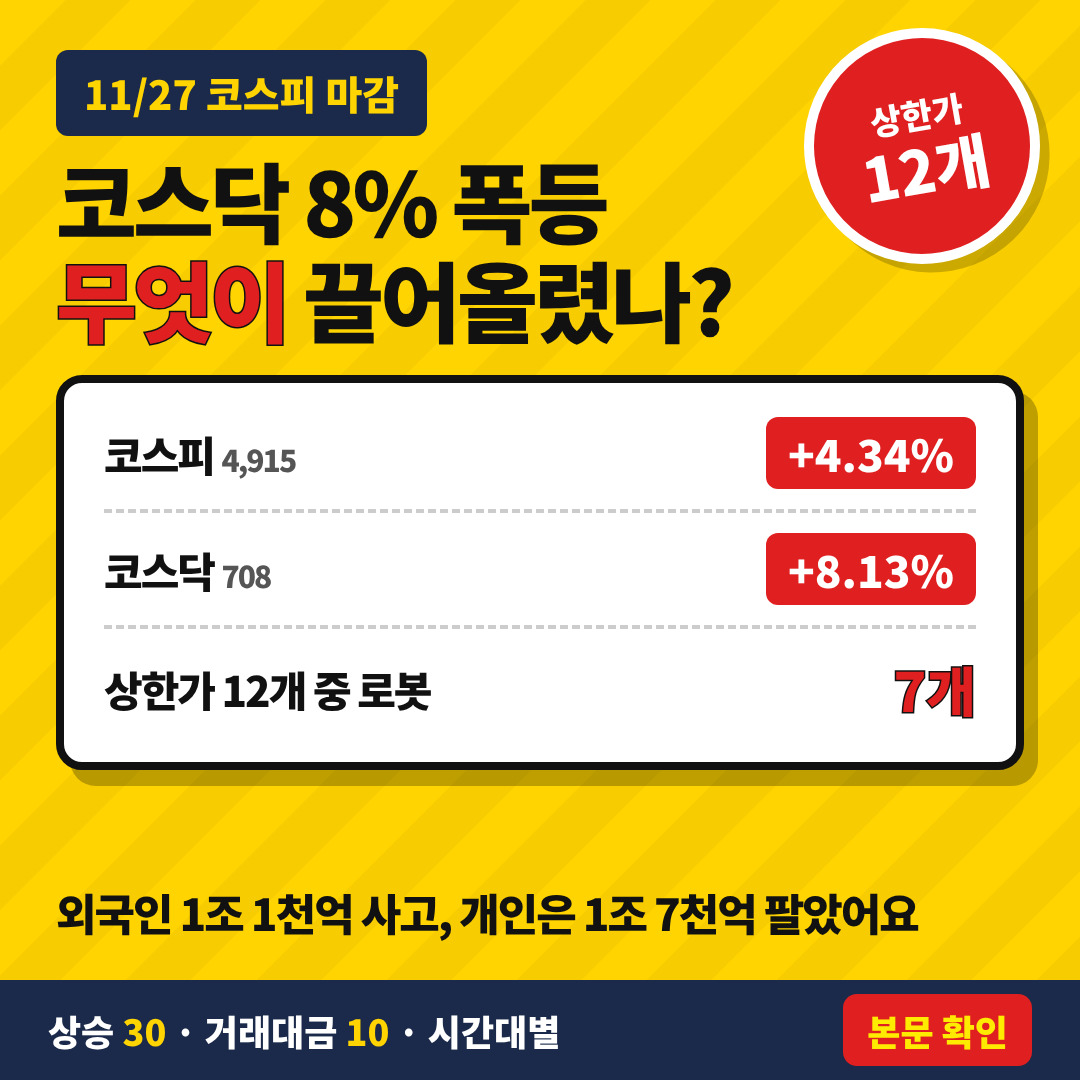 11/27 코스피 마감
상한가
12개
코스닥 8% 폭등
무엇이 끌어올렸나?
코스피 4,915
+4.34%
코스닥 708
+8.13%
상한가 12개 중 로봇
7개
외국인 1조 1천억 사고, 개인은 1조 7천억 팔았어요
상승 30 · 거래대금 10 · 시간대별
본문 확인